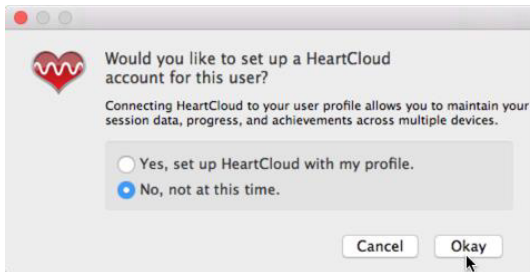 Would you like to set up a HeartCloud
account for this user?
Connecting HeartCloud to your user profile allows you to maintain your
session data, progress, and achievements across multiple devices.
Yes, set up HeartCloud with my profile.
No, not at this time.
Cancel Okay